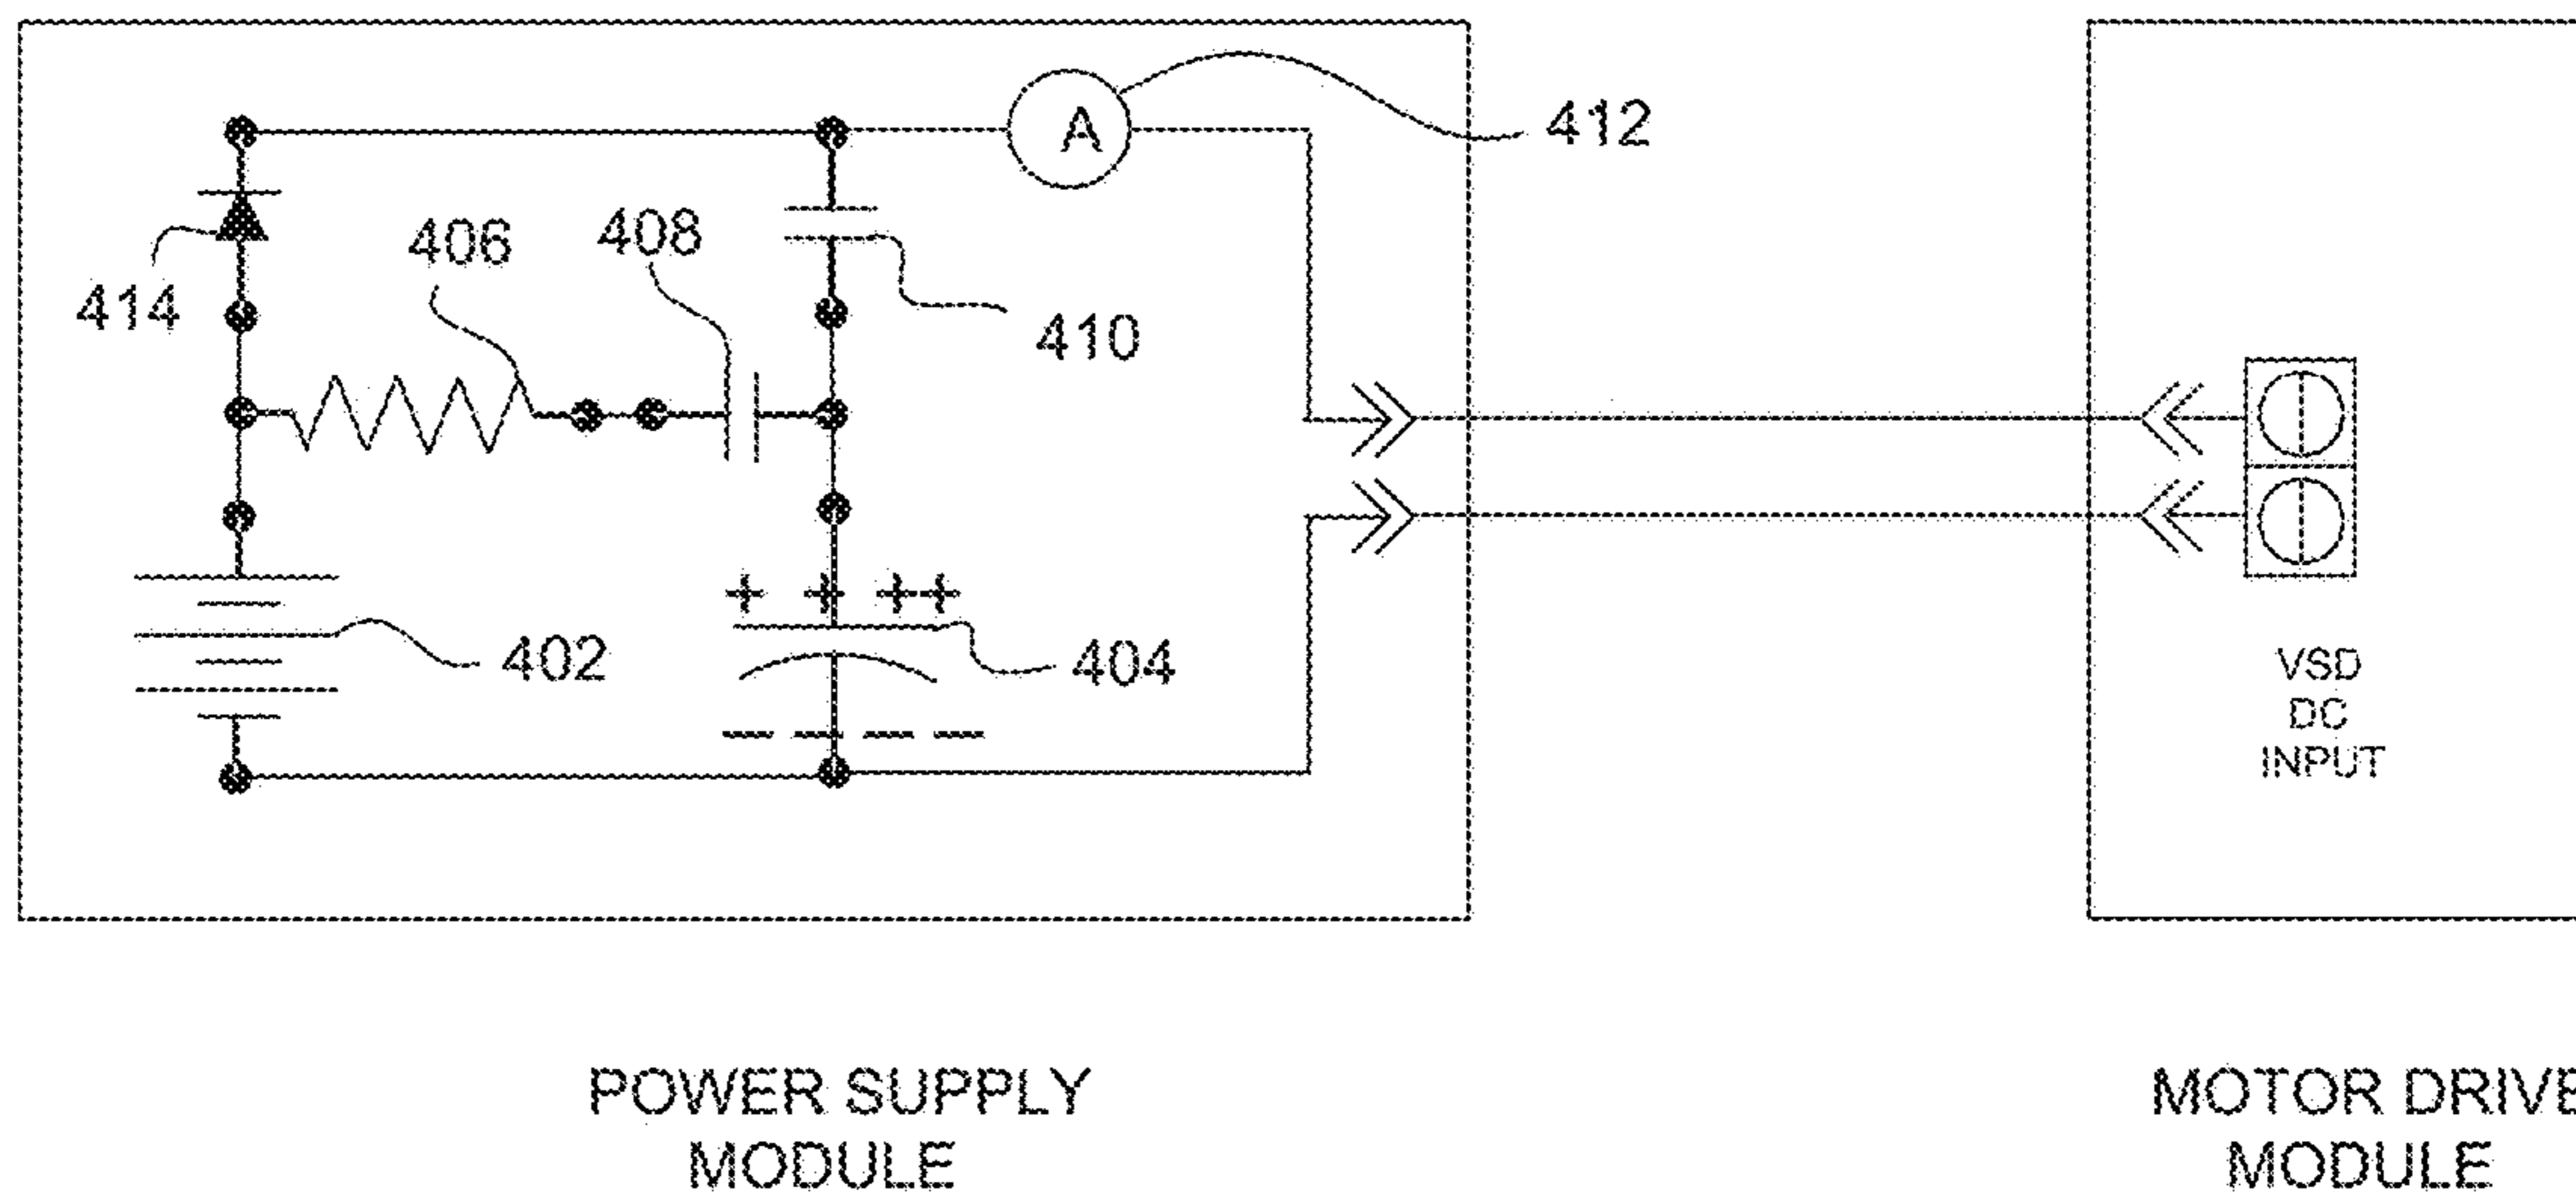 A
412
406
408
414
410
402
404
VSD
DC
INPUT
POWER SUPPLY
MODULE
MOTOR DRIVE
MODULE